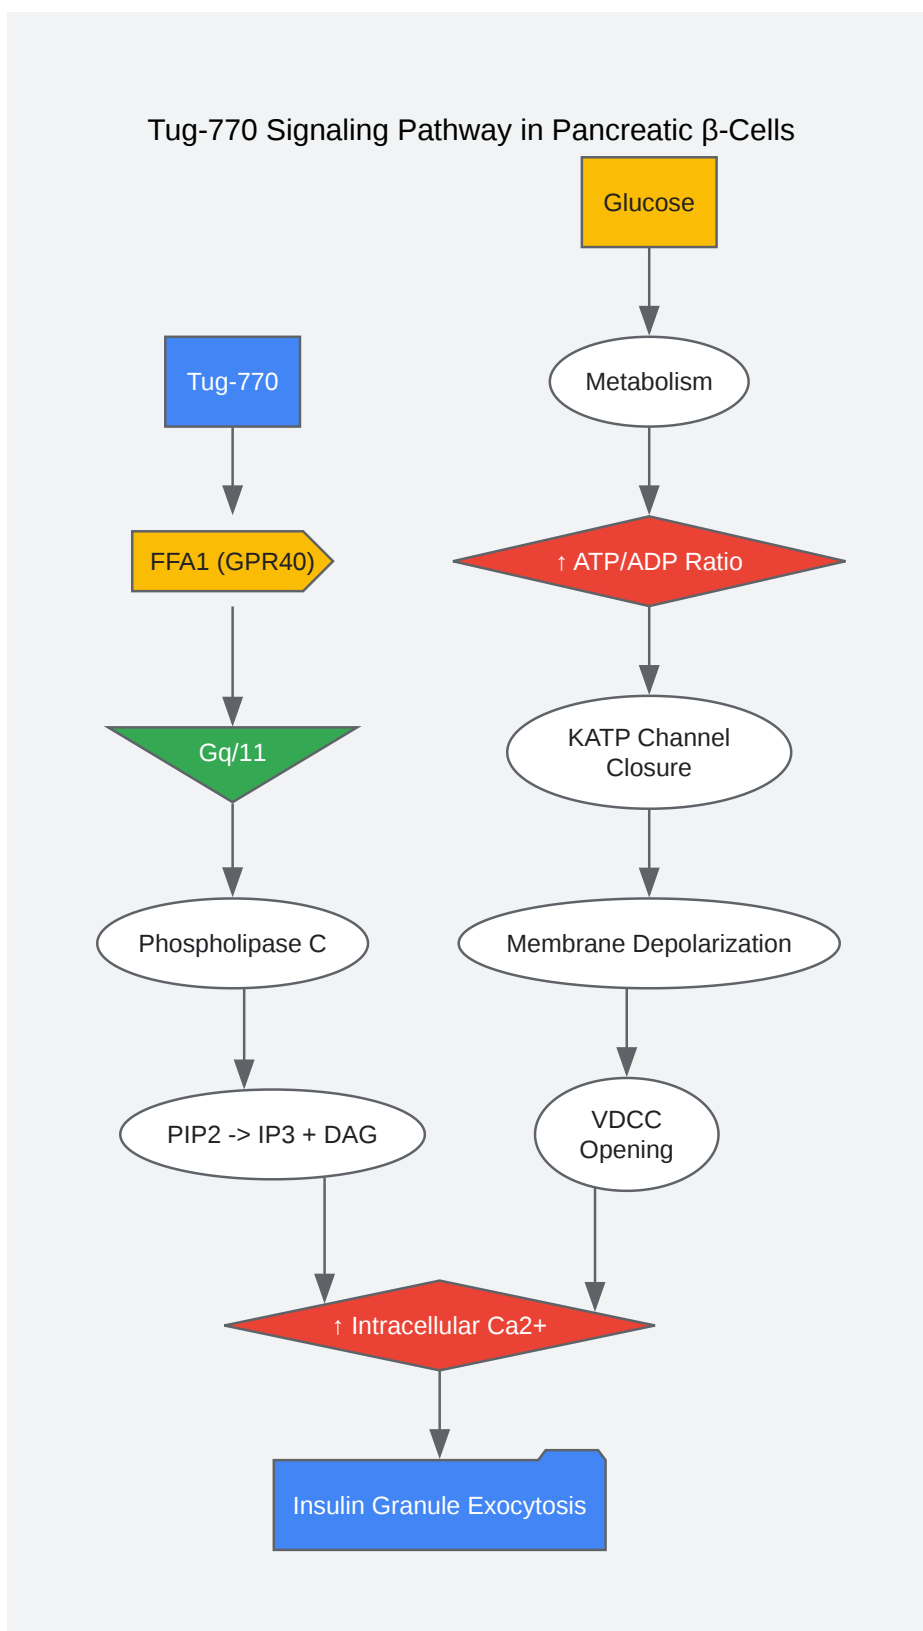 Tug-770 Signaling Pathway in Pancreatic β-Cells
Glucose
Tug-770
Metabolism
FFA1 (GPR40)
↑ ATP/ADP Ratio
Gq/11
KATP Channel
Closure
Phospholipase C
Membrane Depolarization
PIP2 -> IP3 + DAG
VDCC
Opening
↑ Intracellular Ca2+
Insulin Granule Exocytosis